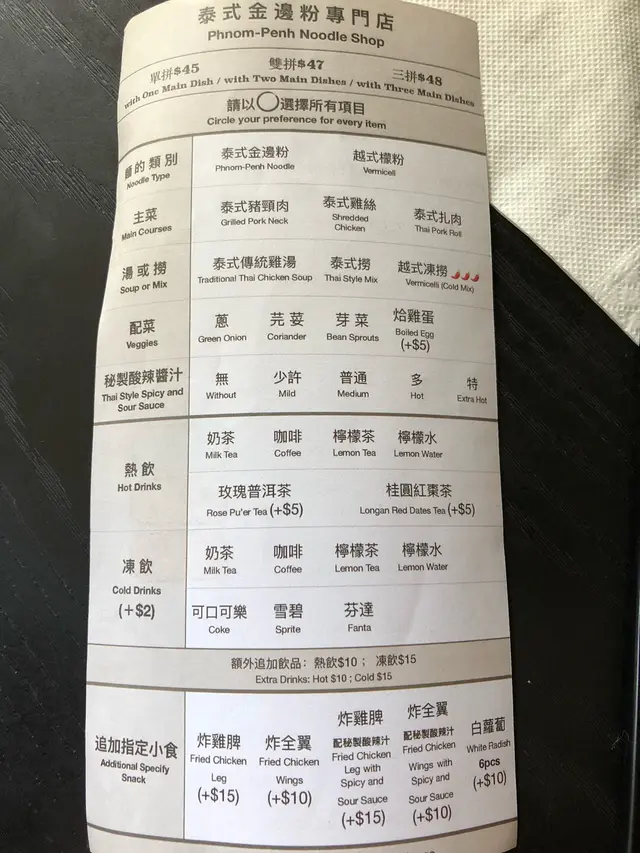 泰式金邊粉專門店
Phnom-Penh Noodle Shop
單拼$45 雙拼$47 三拼$48
with One Main Dish / with Two Main Dishes / with Three Main Dishes
請以◯選擇所有項目
Circle your preference for every item
麵的類別 泰式金邊粉 越式檬粉
Noodle Type Phnom-Penh Noodle Vermicell
主菜 泰式豬頸肉 泰式雞絲 泰式扎肉
Main Courses Grilled Pork Neck Shredded Chicken Thai Pork Roll
湯或撈 泰式傳統雞湯 泰式撈 越式凍撈
Soup or Mix Traditional Thai Chicken Soup Thai Style Mix Vermicelli (Cold Mix)
配菜 蔥 芫荽 芽菜 烚雞蛋
Veggies Green Onion Coriander Bean Sprouts Boiled Egg
(+$5)
秘製酸辣醬汁 無 少許 普通 多 特
Thai Style Spicy and Sour Sauce Without Mild Medium Hot Extra Hot
熱飲 奶茶 咖啡 檸檬茶 檸檬水
Hot Drinks Milk Tea Coffee Lemon Tea Lemon Water
玫瑰普洱茶 桂圓紅棗茶
Rose Pu'er Tea (+$5) Longan Red Dates Tea (+$5)
凍飲 奶茶 咖啡 檸檬茶 檸檬水
Cold Drinks Milk Tea Coffee Lemon Tea Lemon Water
(+$2) 可口可樂 雪碧 芬達
Coke Sprite Fanta
額外追加飲品: 熱飲$10 ; 凍飲$15
Extra Drinks: Hot $10 ; Cold $15
追加指定小食
Additional Specify
Snack
炸雞脾
Fried Chicken
Leg
(+$15)
炸全翼
Fried Chicken
Wings
(+$10)
炸雞脾
配秘製酸辣汁
Fried Chicken
Leg with
Spicy and
Sour Sauce
(+$15)
炸全翼
配秘製酸辣汁
Fried Chicken
Wings with
Spicy and
Sour Sauce
(+$10)
白蘿蔔
White Radish
6pcs
(+$10)